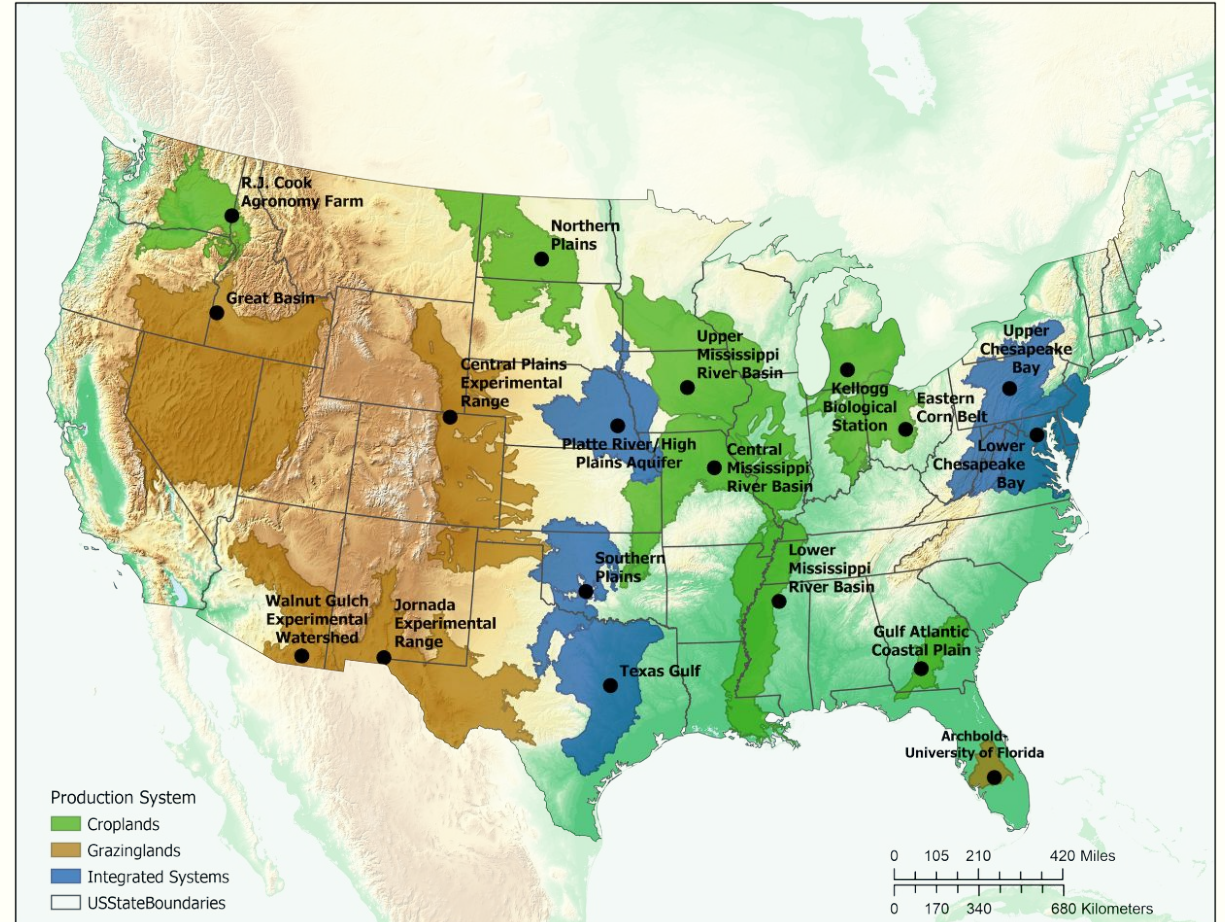 R.J. Cook
Agronomy Farm
Northern
Plains
Great Basin
Upper
Mississippi
River Basin
Upper
Chesapeake
Bay
Central Plains
Experimental
Range
Kellogg
Biological
Station
Eastern
Corn Belt
Platte River/High
Plains Aquifer
Central
Mississippi
River Basin
Lower
Chesapeake
Bay
Southern
Plains
Lower
Mississippi
River Basin
Walnut Gulch
Experimental
Watershed
Jornada
Experimental
Range
Gulf Atlantic
Coastal Plain
Texas Gulf
Archbold-
University of Florida
Production System
Croplands
Grazinglands
Integrated Systems
USStateBoundaries
0 105 210 420 Miles
0 170 340 680 Kilometers